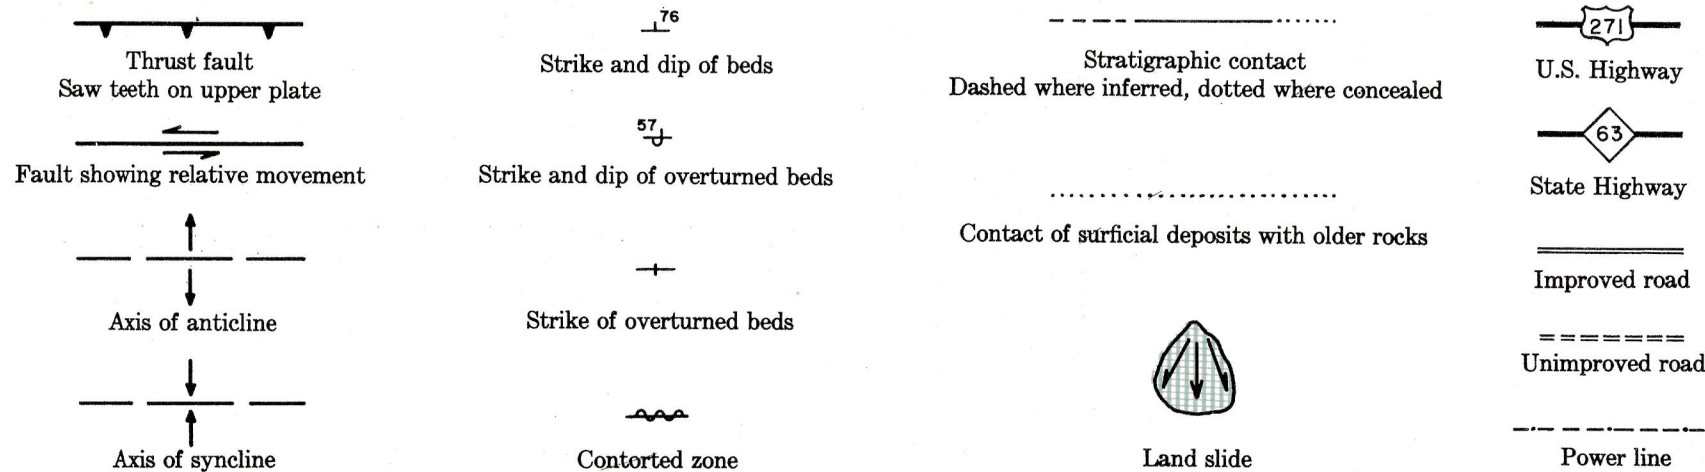 Thrust fault
Saw teeth on upper plate
Fault showing relative movement
Axis of anticline
Axis of syncline
76
Strike and dip of beds
57
Strike and dip of overturned beds
Strike of overturned beds
Contorted zone
Stratigraphic contact
Dashed where inferred, dotted where concealed
Contact of surficial deposits with older rocks
Land slide
271
U.S. Highway
63
State Highway
Improved road
Unimproved road
Power line